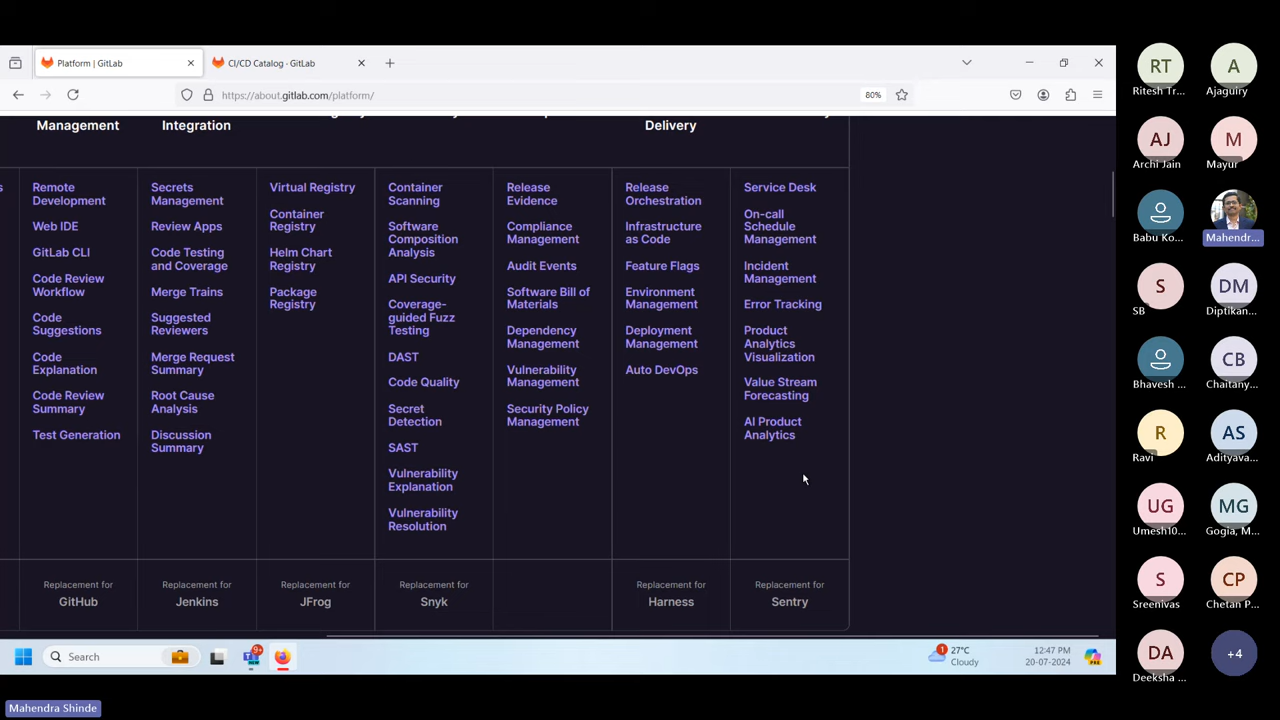 Platform | GitLab
CI/CD Catalog · GitLab
https://about.gitlab.com/platform/
80%
Management
Integration
Delivery
Remote
Development
Web IDE
GitLab CLI
Code Review
Workflow
Code
Suggestions
Code
Explanation
Code Review
Summary
Test Generation
Secrets
Management
Review Apps
Code Testing
and Coverage
Merge Trains
Suggested
Reviewers
Merge Request
Summary
Root Cause
Analysis
Discussion
Summary
Virtual Registry
Container
Registry
Helm Chart
Registry
Package
Registry
Container
Scanning
Software
Composition
Analysis
API Security
Coverage-
guided Fuzz
Testing
DAST
Code Quality
Secret
Detection
SAST
Vulnerability
Explanation
Vulnerability
Resolution
Release
Evidence
Compliance
Management
Audit Events
Software Bill of
Materials
Dependency
Management
Vulnerability
Management
Security Policy
Management
Release
Orchestration
Infrastructure
as Code
Feature Flags
Environment
Management
Deployment
Management
Auto DevOps
Service Desk
On-call
Schedule
Management
Incident
Management
Error Tracking
Product
Analytics
Visualization
Value Stream
Forecasting
AI Product
Analytics
Replacement for
GitHub
Replacement for
Jenkins
Replacement for
JFrog
Replacement for
Snyk
Replacement for
Harness
Replacement for
Sentry
Search
9+
1
27°C
Cloudy
12:47 PM
20-07-2024
Mahendra Shinde
RT
Ritesh Tr...
A
Ajaguiry
AJ
Archi Jain
M
Mayur
Babu Ko...
Mahendr...
S
SB
DM
Diptikan...
Bhavesh ...
CB
Chaitany...
R
Ravi
AS
Adityava...
UG
Umesh10...
MG
Gogia, M...
S
Sreenivas
CP
Chetan P...
DA
Deeksha ...
+4